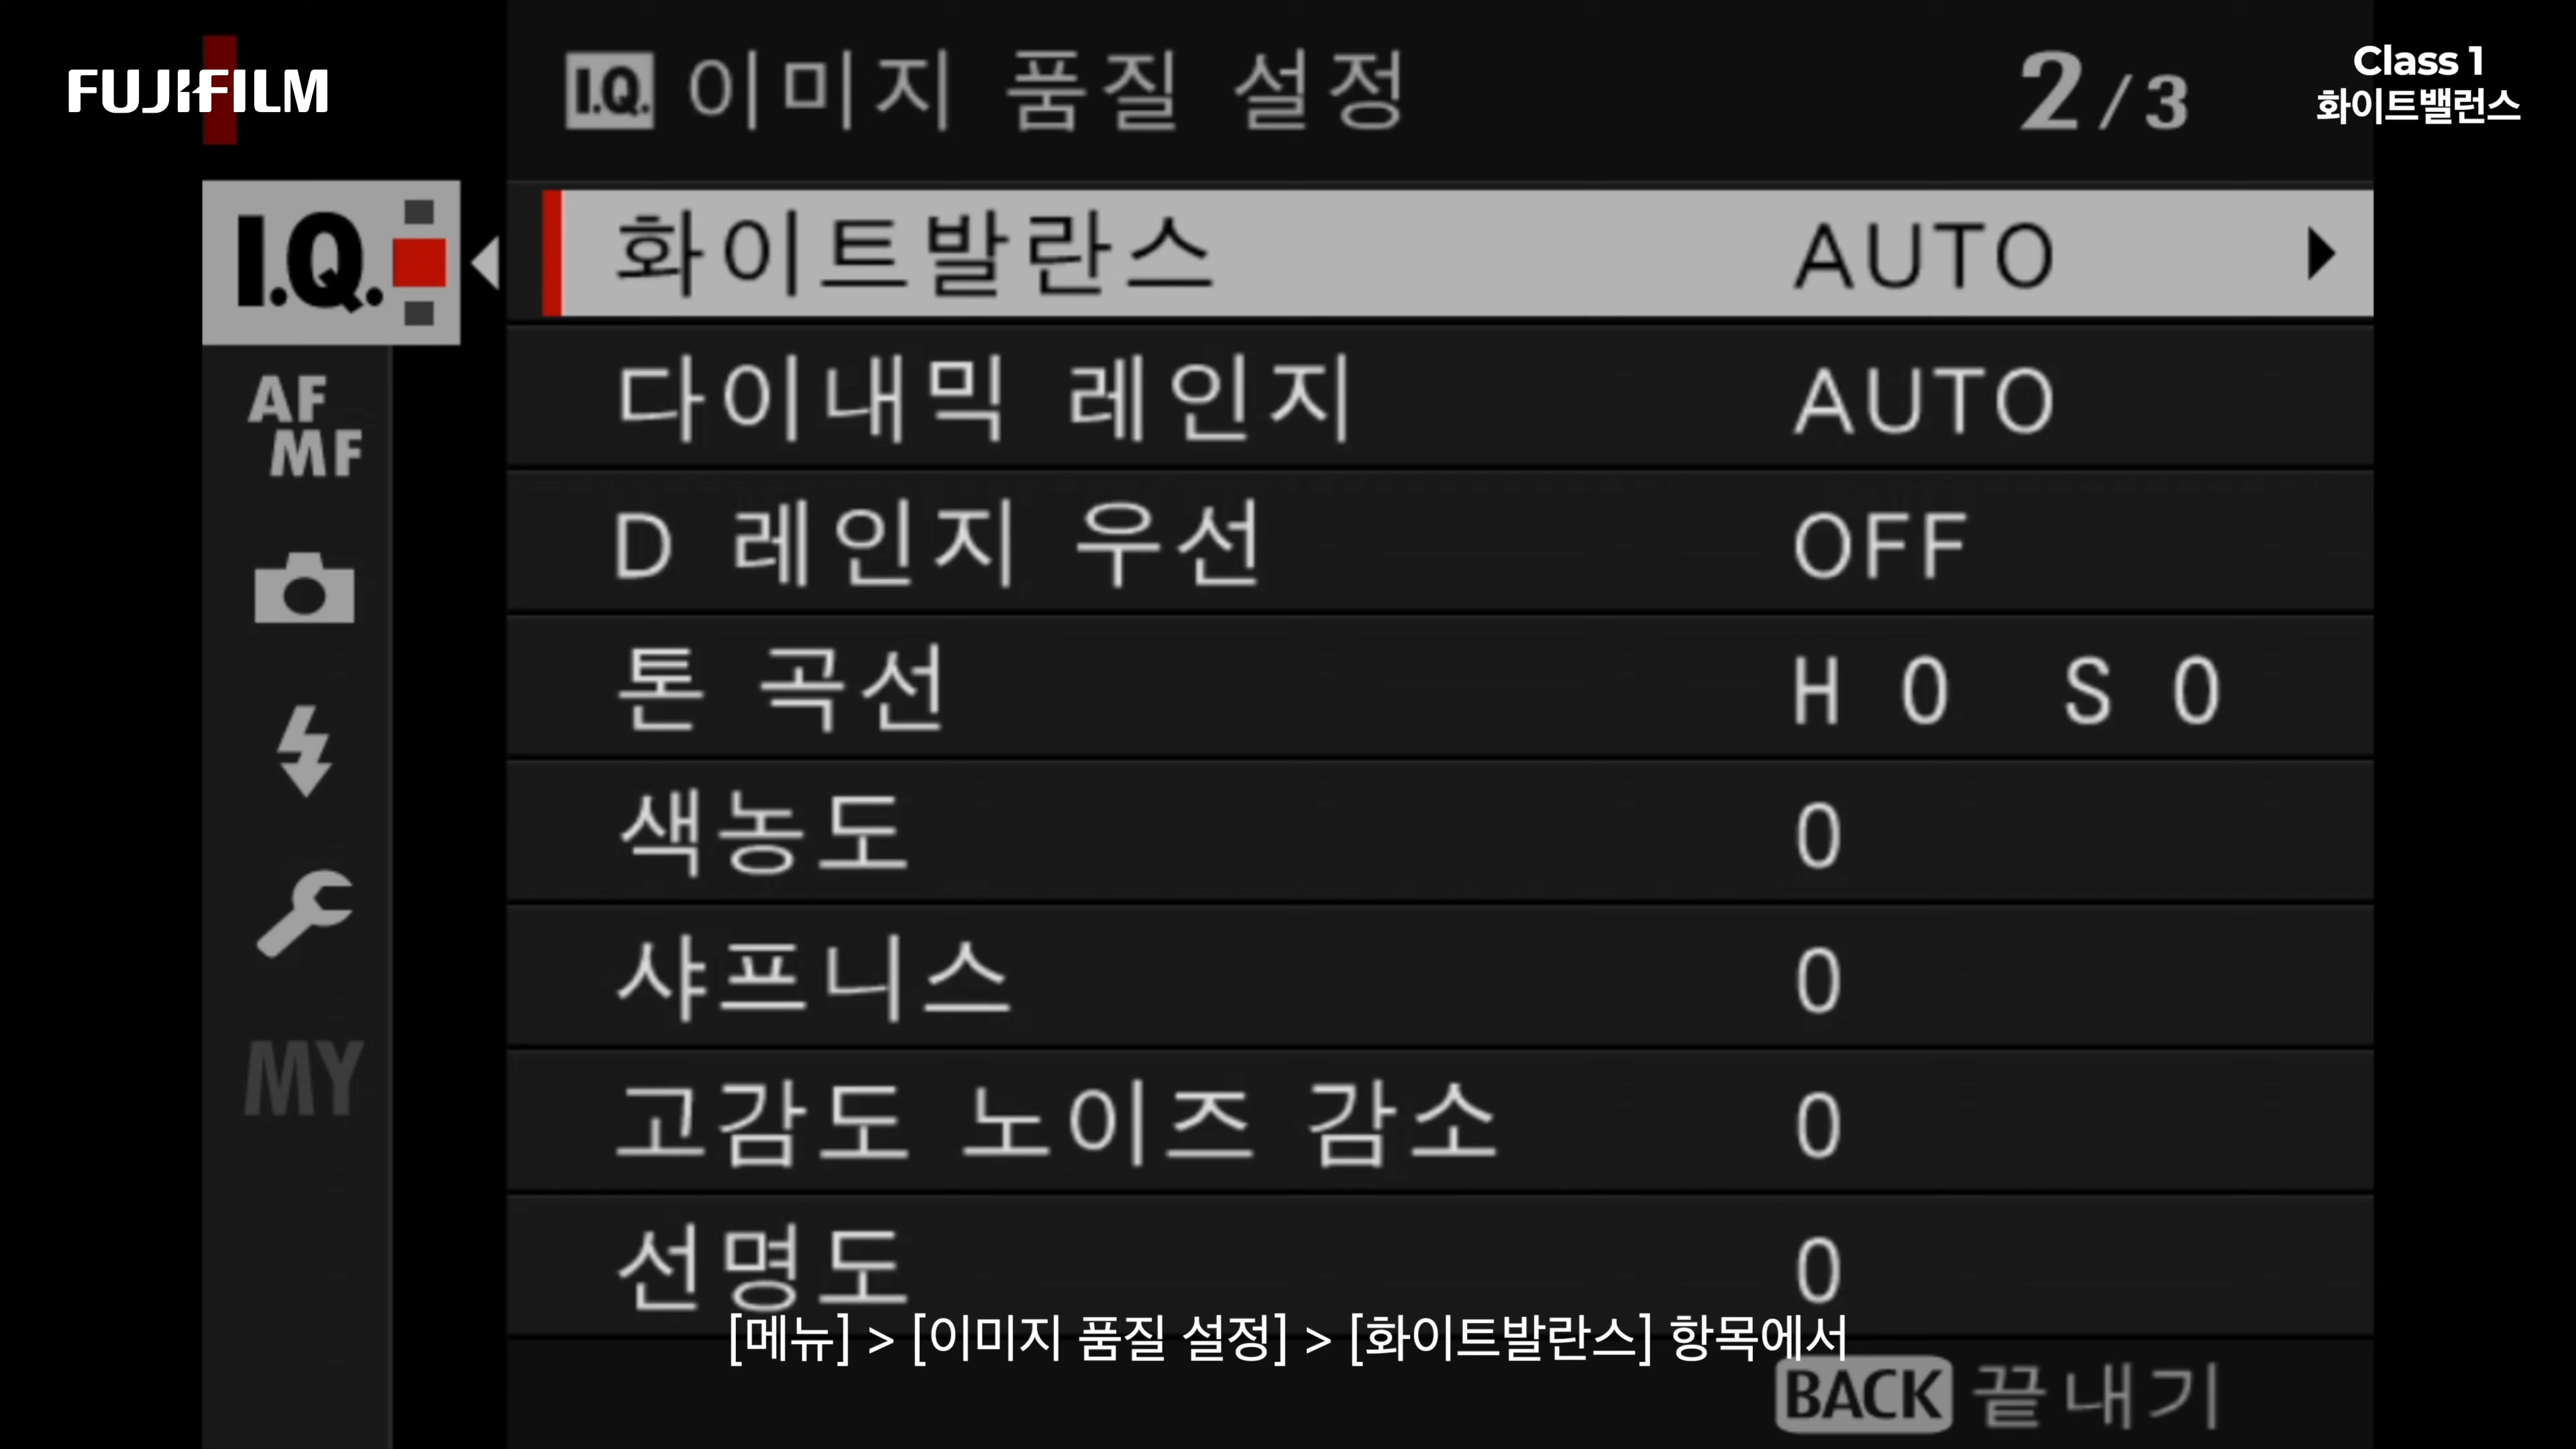 FUJIFILM
I.Q. 이미지 품질 설정 2/3
Class 1
화이트밸런스
I.Q.
화이트발란스 AUTO
다이내믹 레인지 AUTO
AF
MF
D 레인지 우선 OFF
톤 곡선 H 0 S 0
색농도 0
샤프니스 0
MY
고감도 노이즈 감소 0
선명도 0
[메뉴] > [이미지 품질 설정] > [화이트발란스] 항목에서
BACK 끝내기